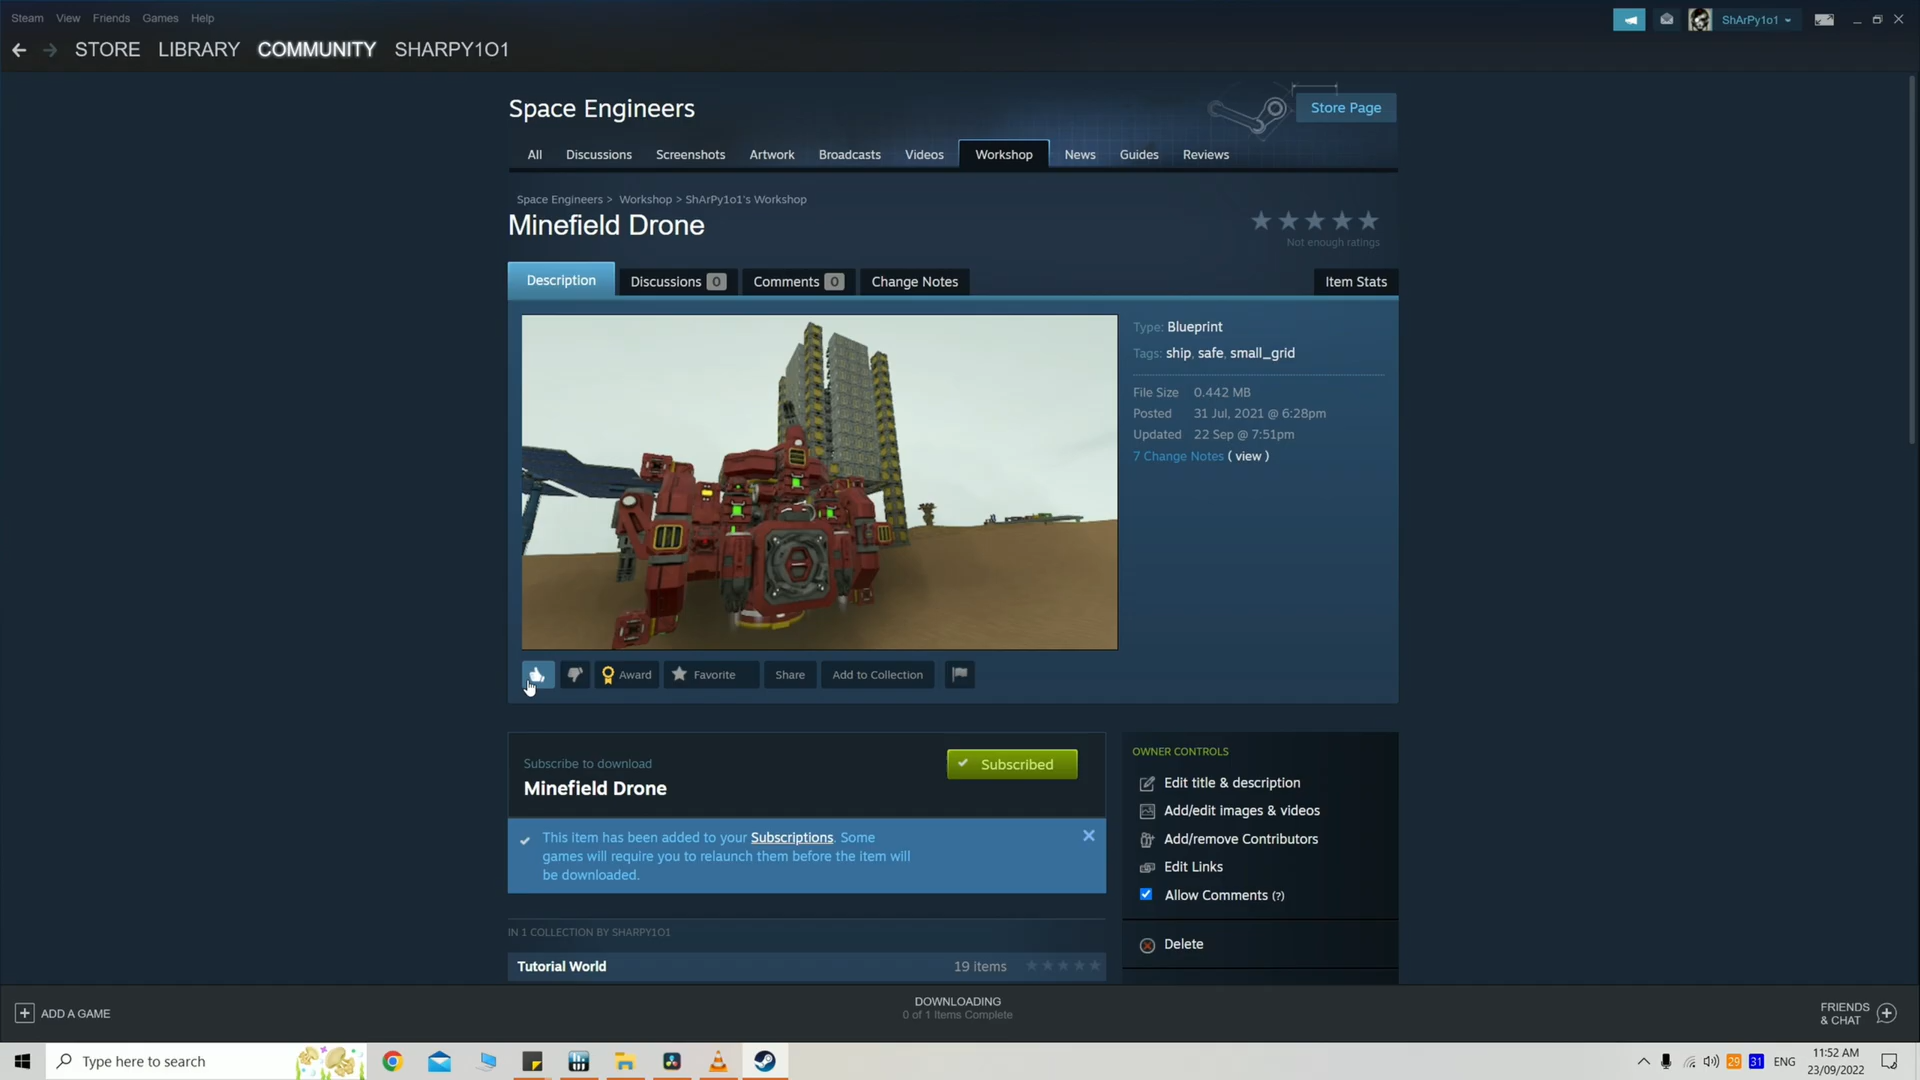 Steam View Friends Games Help
ShArPy1o1
STORE LIBRARY COMMUNITY SHARPY1O1
Space Engineers
Store Page
All Discussions Screenshots Artwork Broadcasts Videos Workshop News Guides Reviews
Space Engineers > Workshop > ShArPy1o1's Workshop
Minefield Drone
Not enough ratings
Description Discussions 0 Comments 0 Change Notes Item Stats
Type: Blueprint
Tags: ship, safe, small_grid
File Size 0.442 MB
Posted 31 Jul, 2021 @ 6:28pm
Updated 22 Sep @ 7:51pm
7 Change Notes ( view )
Award Favorite Share Add to Collection
Subscribe to download
Minefield Drone
Subscribed
This item has been added to your Subscriptions. Some
games will require you to relaunch them before the item will
be downloaded.
OWNER CONTROLS
Edit title & description
Add/edit images & videos
Add/remove Contributors
Edit Links
Allow Comments (?)
Delete
IN 1 COLLECTION BY SHARPY1O1
Tutorial World 19 items
ADD A GAME
DOWNLOADING
0 of 1 Items Complete
FRIENDS
& CHAT
Type here to search
29 31 ENG
11:52 AM
23/09/2022